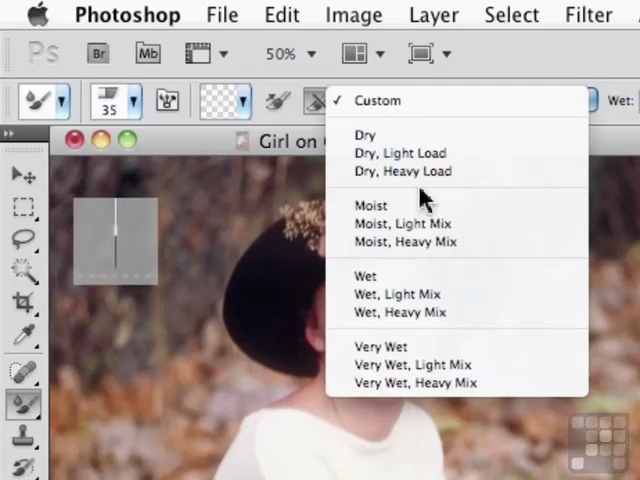 Photoshop File Edit Image Layer Select Filter
Ps Br Mb 50%
35 Wet:
Girl on
✓ Custom
Dry
Dry, Light Load
Dry, Heavy Load
Moist
Moist, Light Mix
Moist, Heavy Mix
Wet
Wet, Light Mix
Wet, Heavy Mix
Very Wet
Very Wet, Light Mix
Very Wet, Heavy Mix